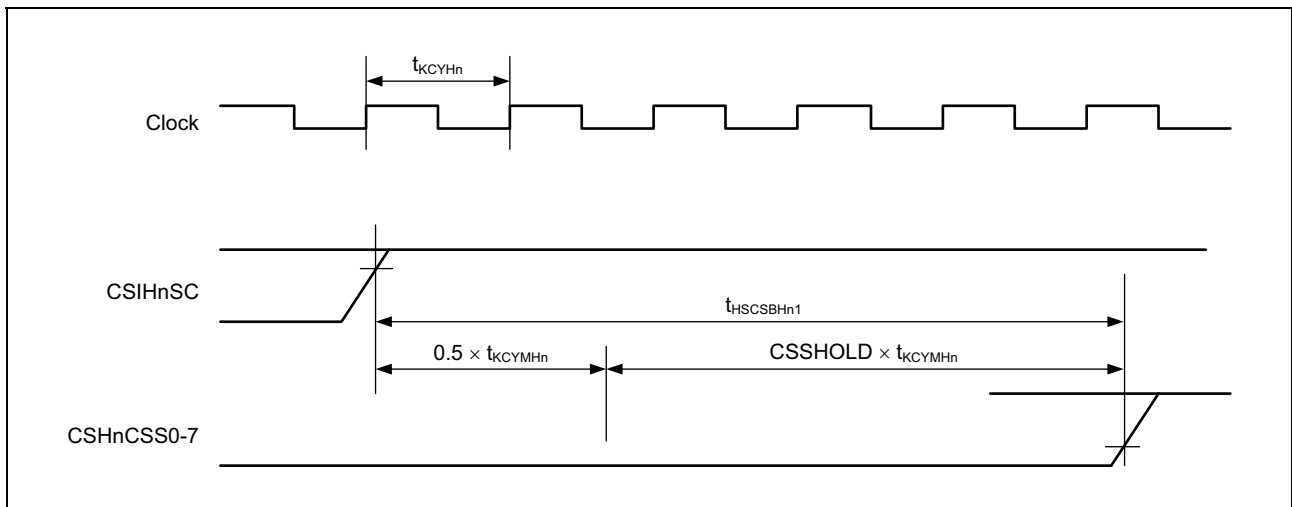 tKCYHn
Clock
CSIHnSC
tHSCSBHn1
0.5 × tKCYMHn
CSSHOLD × tKCYMHn
CSHnCSS0-7